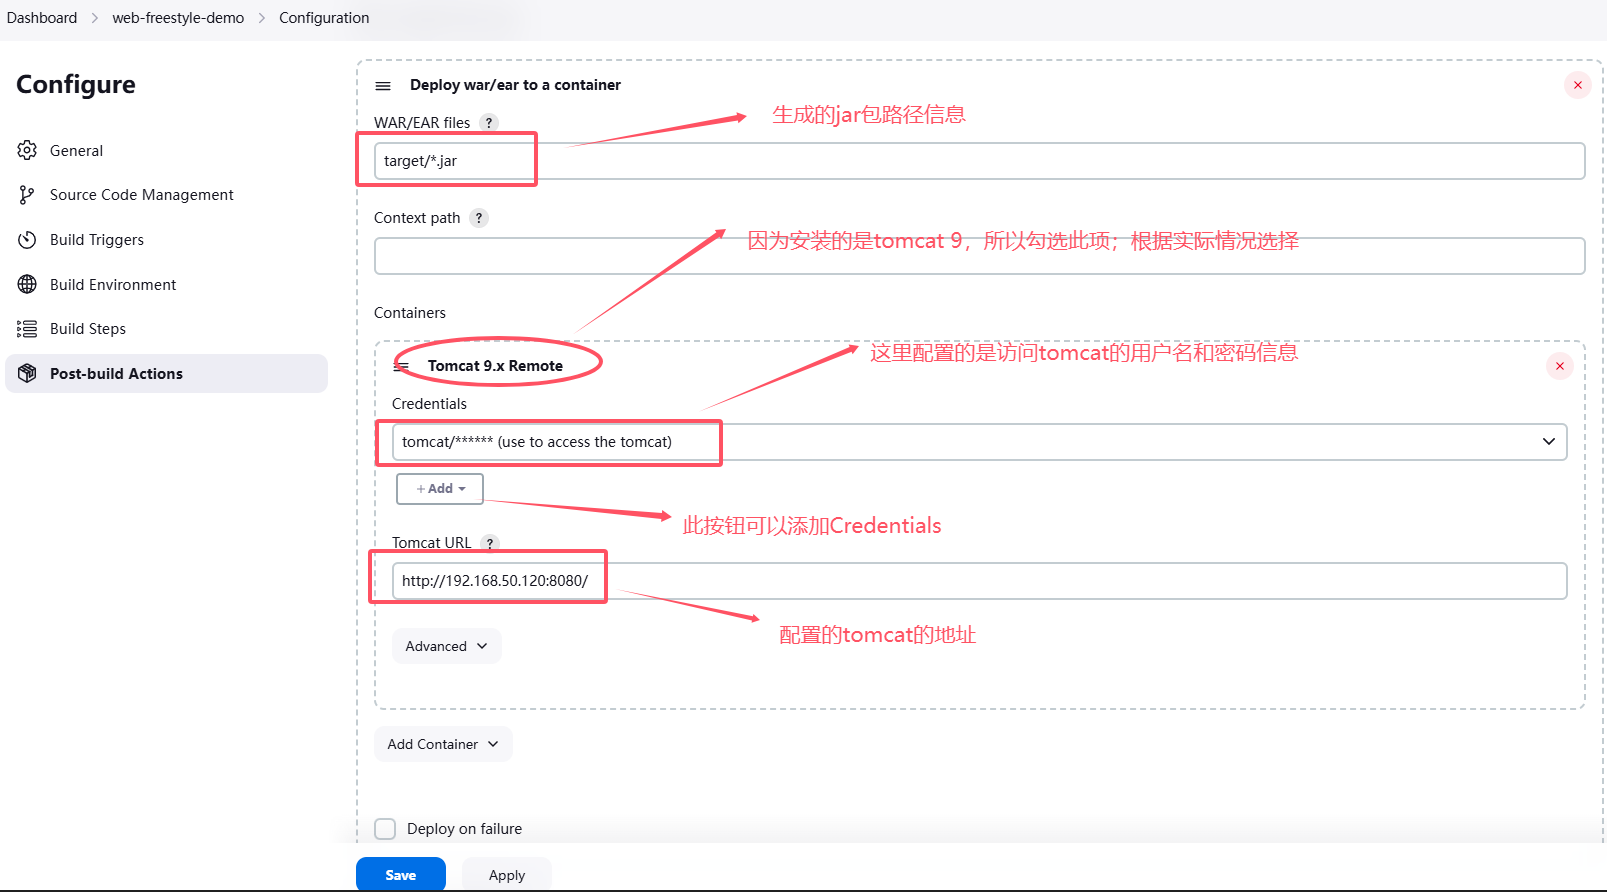 Dashboard > web-freestyle-demo > Configuration
Configure
General
Source Code Management
Build Triggers
Build Environment
Build Steps
Post-build Actions
Deploy war/ear to a container
WAR/EAR files ?
生成的jar包路径信息
target/*.jar
Context path ?
因为安装的是tomcat 9，所以勾选此项；根据实际情况选择
Containers
Tomcat 9.x Remote
这里配置的是访问tomcat的用户名和密码信息
Credentials
tomcat/****** (use to access the tomcat)
+ Add
此按钮可以添加Credentials
Tomcat URL ?
http://192.168.50.120:8080/
配置的tomcat的地址
Advanced
Add Container
Deploy on failure
Save
Apply